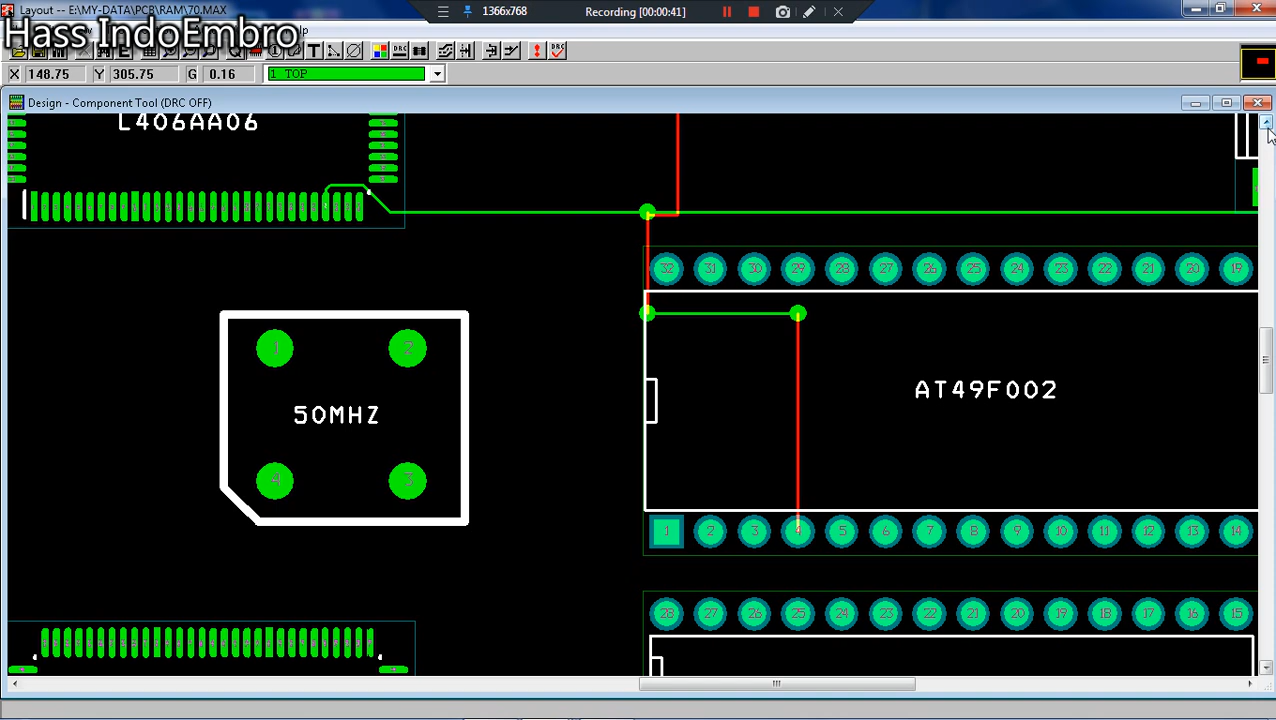 Layout -- E:\MY-DATA\PCB\RAM\70.MAX
1366x768
Recording [00:00:41]
Hass IndoEmbro
X 148.75 Y 305.75 G 0.16 1 TOP
Design - Component Tool (DRC OFF)
L406AA06
32 31 30 29 28 27 26 25 24 23 22 21 20 19
1 2
50MHZ
4 3
AT49F002
1 2 3 4 5 6 7 8 9 10 11 12 13 14
28 27 26 25 24 23 22 21 20 19 18 17 16 15